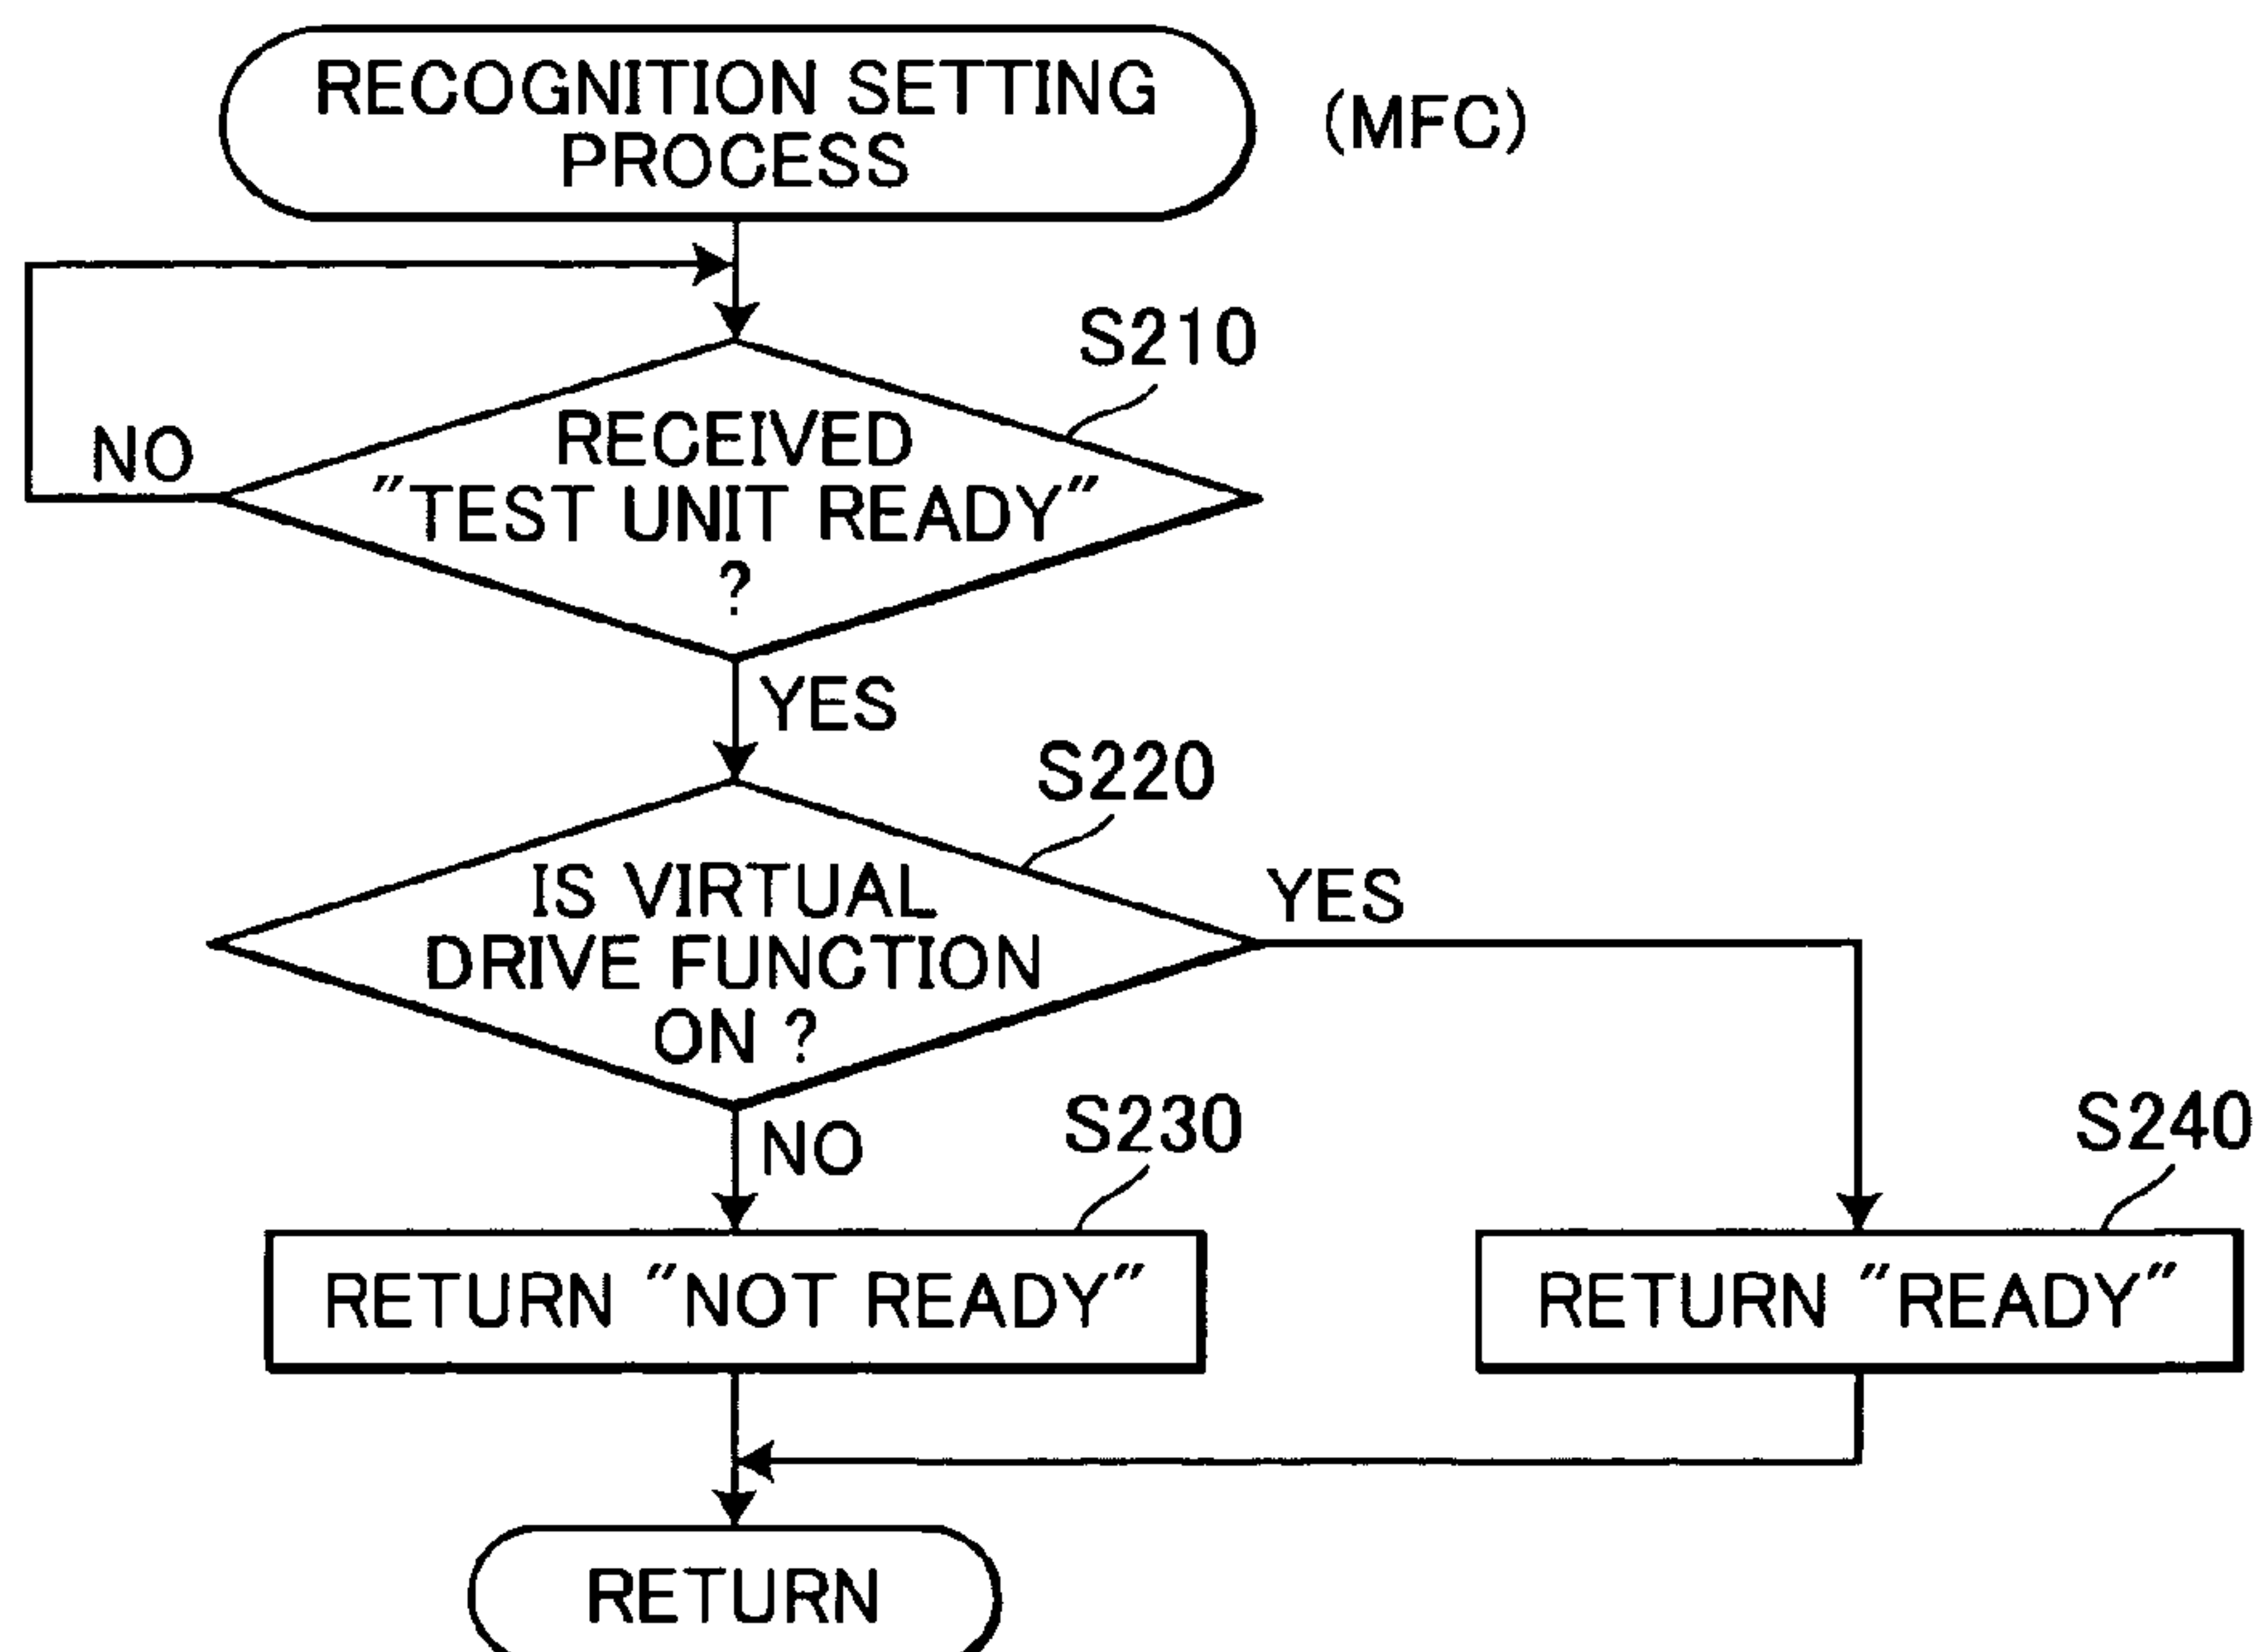 RECOGNITION SETTING
PROCESS
(MFC)
S210
RECEIVED
"TEST UNIT READY"
?
NO
YES
S220
IS VIRTUAL
DRIVE FUNCTION
ON ?
YES
NO
S230
S240
RETURN "NOT READY"
RETURN "READY"
RETURN